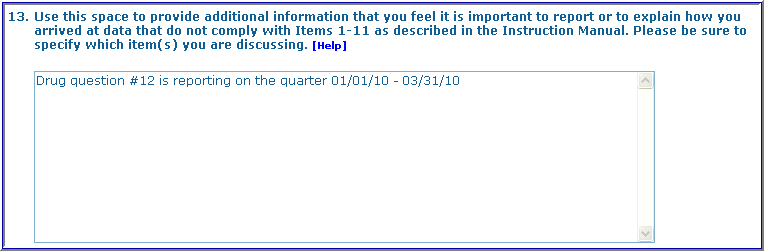 13. Use this space to provide additional information that you feel it is important to report or to explain how you
arrived at data that do not comply with Items 1-11 as described in the Instruction Manual. Please be sure to
specify which item(s) you are discussing. [Help]
Drug question #12 is reporting on the quarter 01/01/10 - 03/31/10